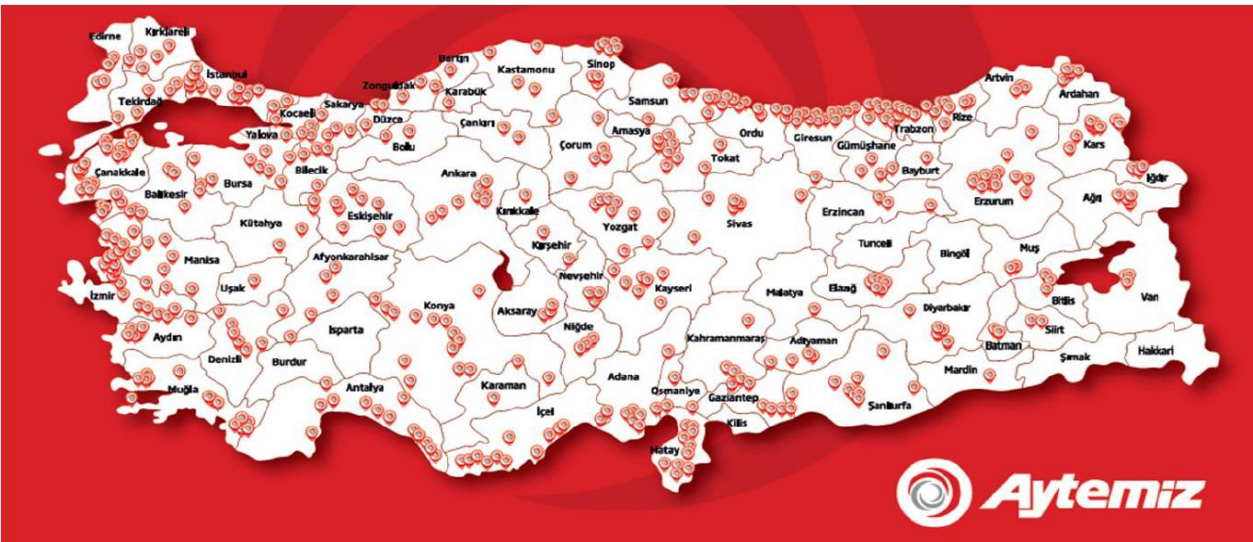 Edirne
Kırklareli
İstanbul
Tekirdağ
Kocaeli
Sakarya
Zonguldak
Bartın
Karabük
Kastamonu
Sinop
Samsun
Düzce
Bolu
Çankırı
Çorum
Amasya
Tokat
Ordu
Giresun
Gümüşhane
Trabzon
Rize
Artvin
Ardahan
Kars
Iğdır
Ağrı
Erzurum
Bayburt
Erzincan
Sivas
Yozgat
Kırıkkale
Ankara
Eskişehir
Bilecik
Yalova
Bursa
Balıkesir
Çanakkale
Kütahya
Manisa
İzmir
Uşak
Afyonkarahisar
Kırşehir
Nevşehir
Kayseri
Malatya
Elazığ
Tunceli
Bingöl
Muş
Bitlis
Van
Hakkari
Şırnak
Siirt
Batman
Diyarbakır
Mardin
Şanlıurfa
Adıyaman
Kahramanmaraş
Gaziantep
Kilis
Osmaniye
Hatay
Adana
Niğde
Aksaray
Konya
Karaman
İçel
Antalya
Isparta
Burdur
Denizli
Aydın
Muğla
Aytemiz